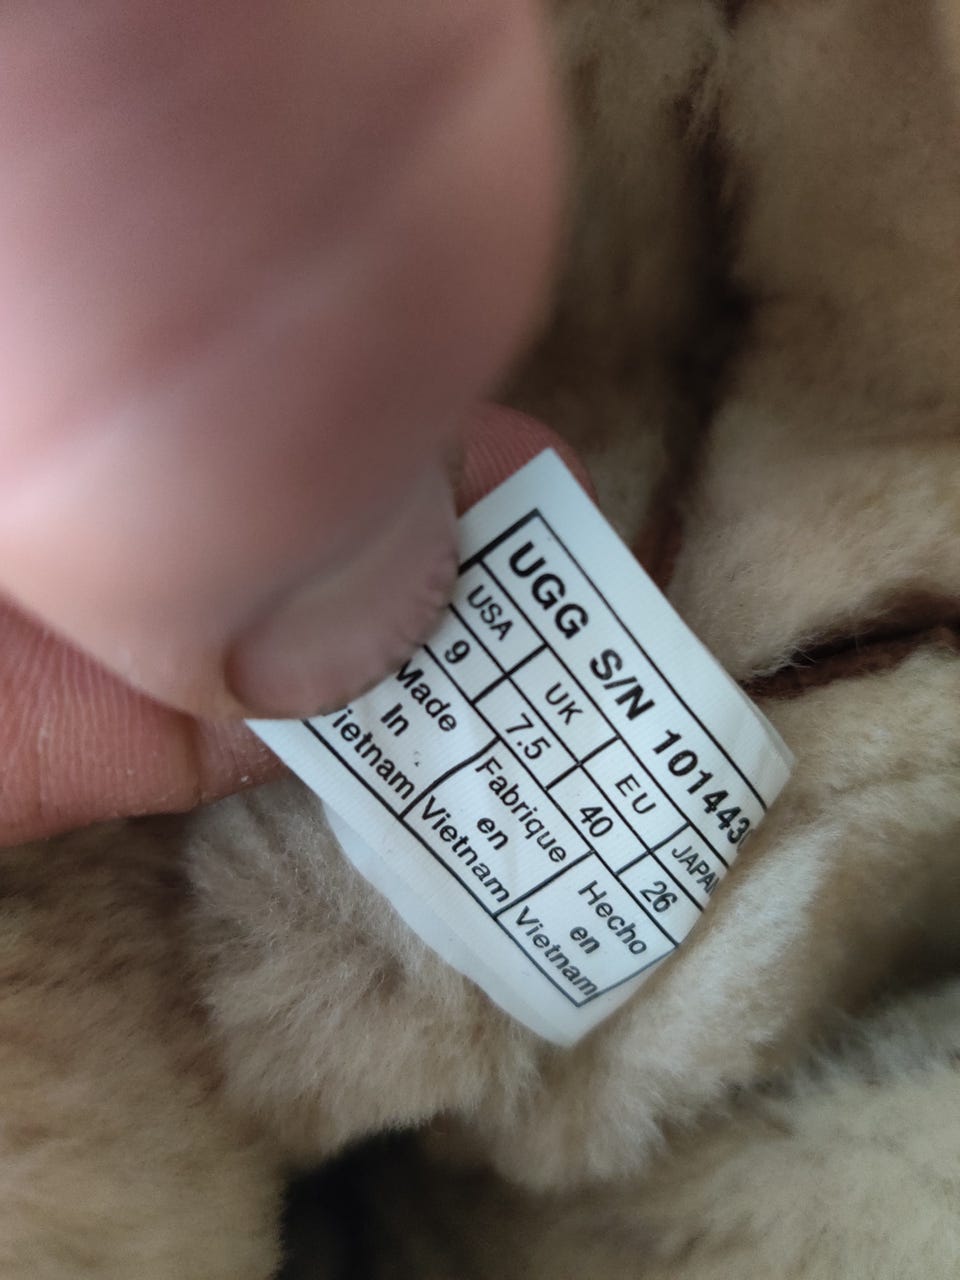 UGG S/N 101443
USA UK EU JAPAN
9 7.5 40 26
Made Fabrique Hecho
In en en
Vietnam Vietnam Vietnam